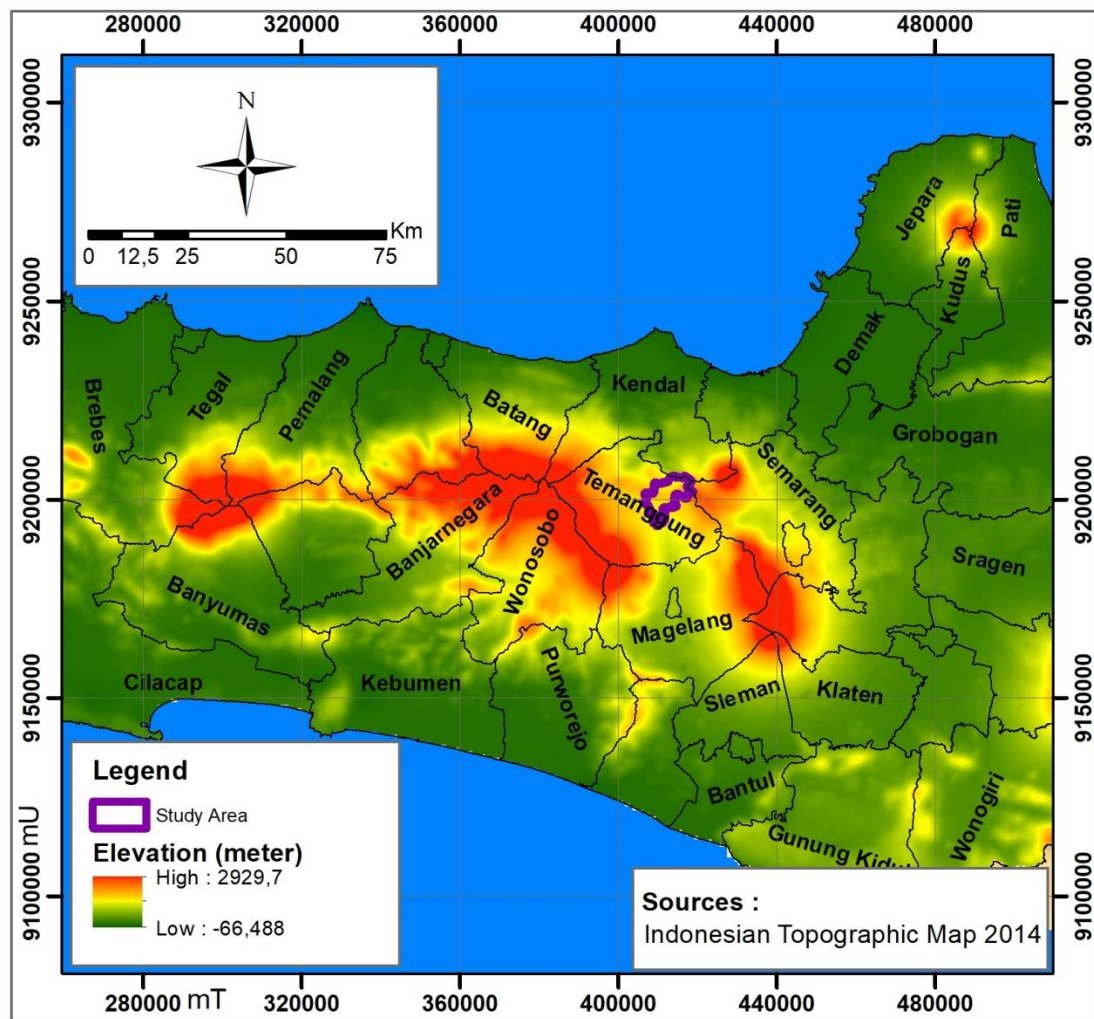 280000 320000 360000 400000 440000 480000
N
Km
0 12,5 25 50 75
9300000 9300000
9250000 9250000
9200000 9200000
9150000 9150000
9100000 mU 9100000
Jepara
Pati
Kudus
Demak
Kendal
Brebes
Tegal
Pemalang
Batang
Grobogan
Semarang
Temanggung
Banjarnegara
Wonosobo
Sragen
Banyumas
Magelang
Cilacap
Kebumen
Purworejo
Sleman
Klaten
Bantul
Gunung Kidul
Wonogiri
Legend
Study Area
Elevation (meter)
High : 2929,7
Low : -66,488
Sources :
Indonesian Topographic Map 2014
280000 mT 320000 360000 400000 440000 480000